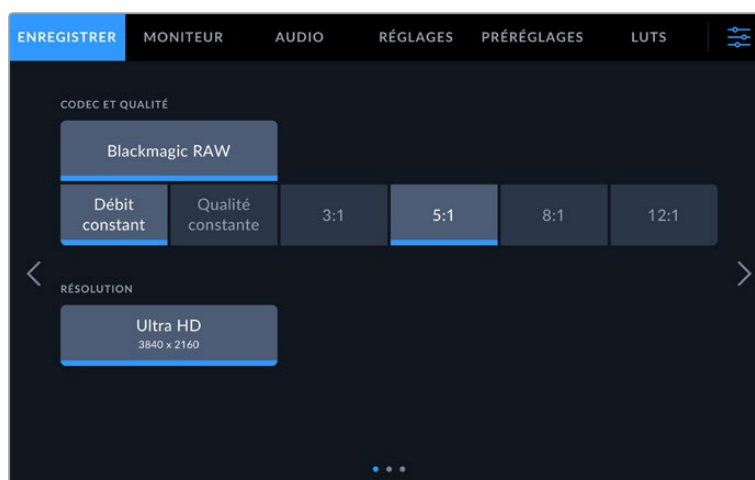 ENREGISTRER MONITEUR AUDIO RÉGLAGES PRÉRÉGLAGES LUTS
CODEC ET QUALITÉ
Blackmagic RAW
Débit constant Qualité constante 3:1 5:1 8:1 12:1
RÉSOLUTION
Ultra HD
3840 x 2160